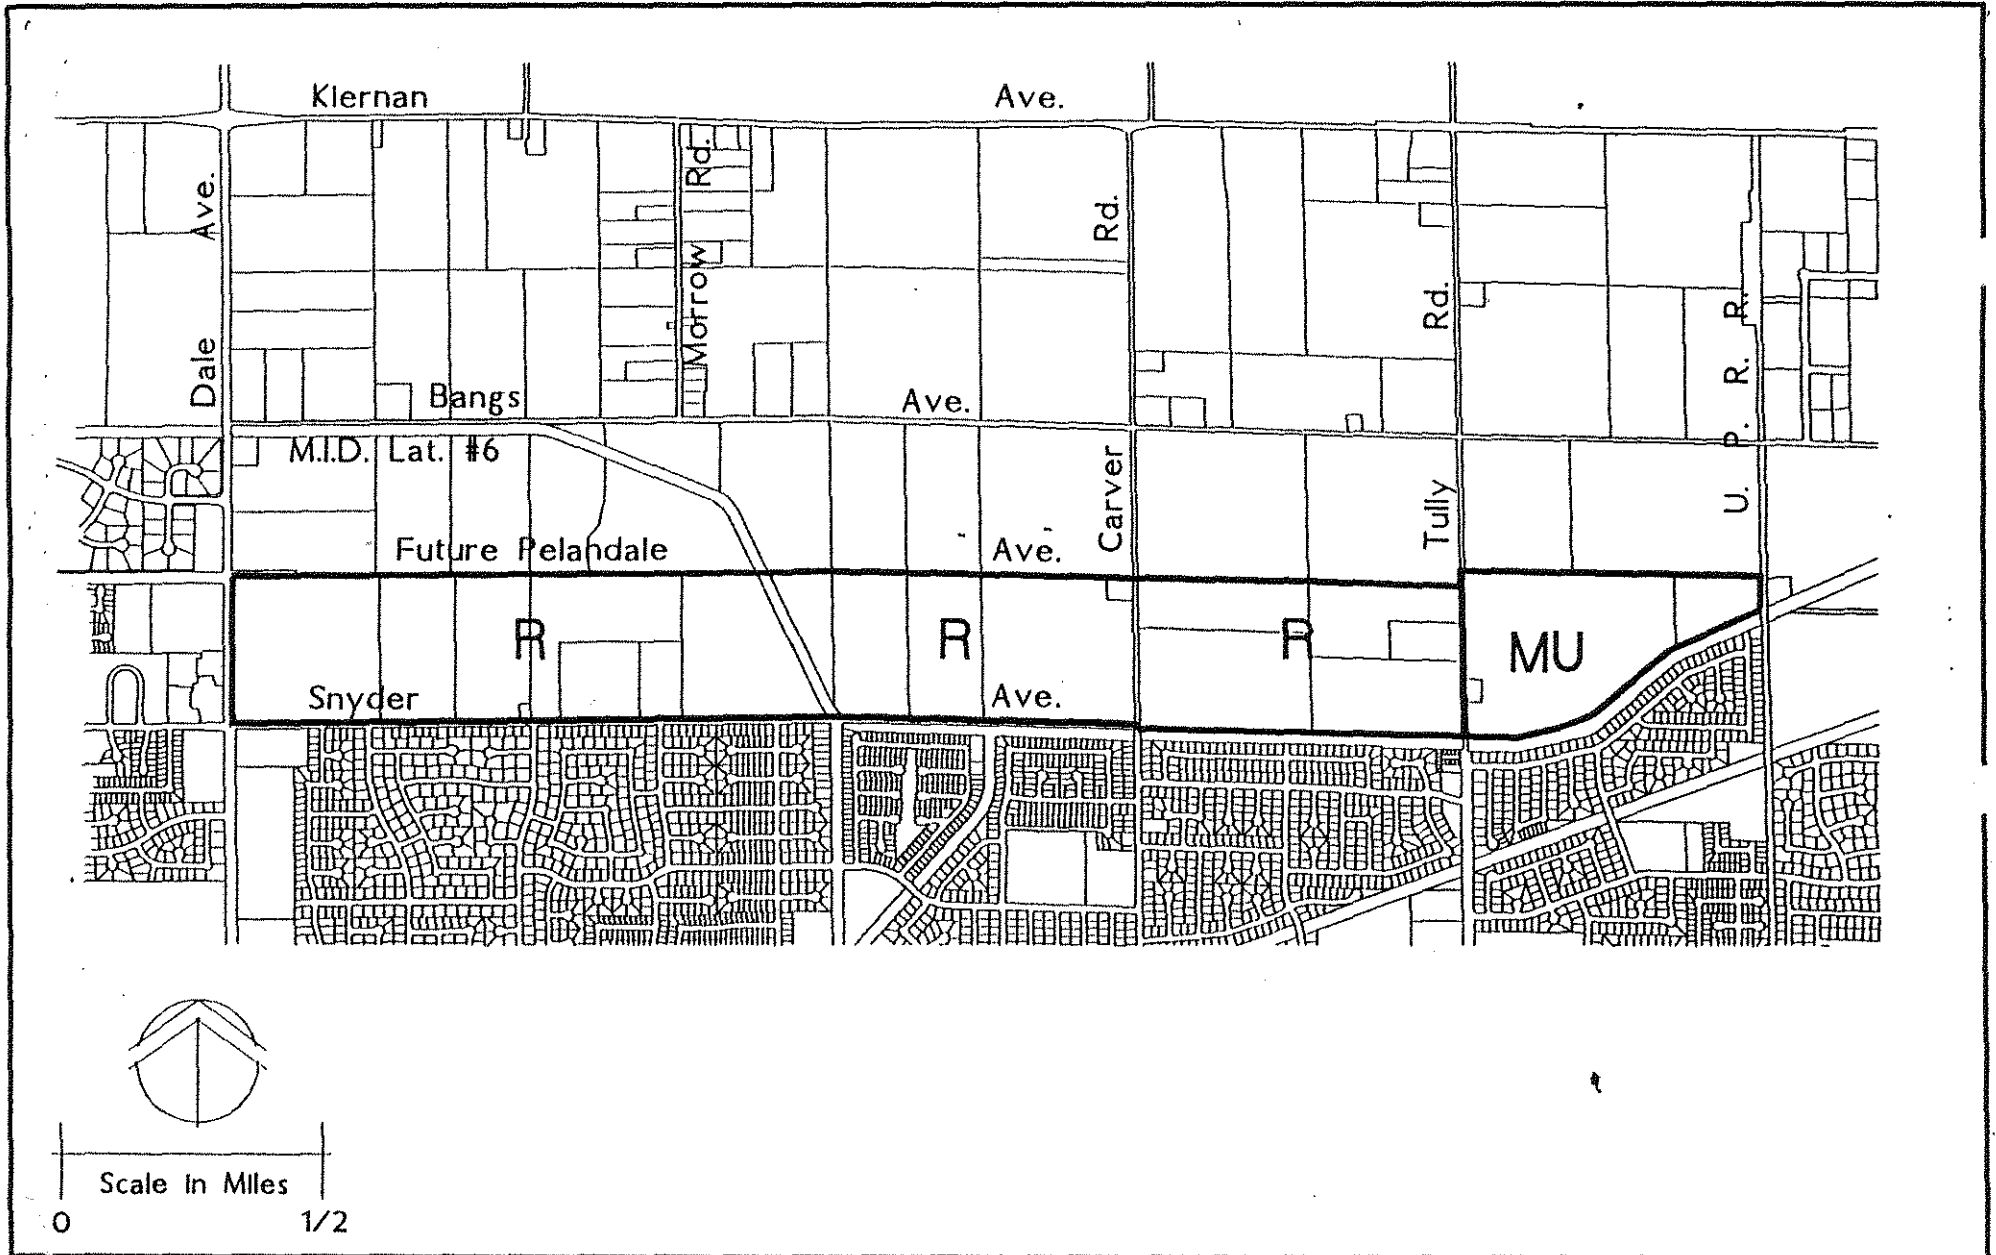 Kiernan Ave.
Dale Ave.
Morrow Rd.
Carver Rd.
Tully Rd.
U. P. R. R.
Bangs Ave.
M.I.D. Lat. #6
Future Pelandale Ave.
R R R MU
Snyder Ave.
Scale in Miles
0 1/2